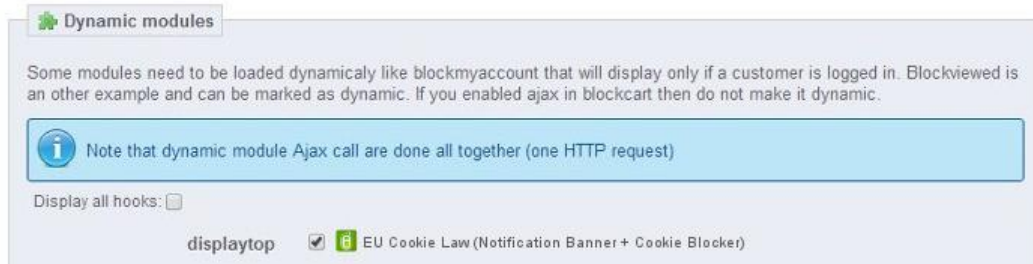 Dynamic modules
Some modules need to be loaded dynamicaly like blockmyaccount that will display only if a customer is logged in. Blockviewed is
an other example and can be marked as dynamic. If you enabled ajax in blockcart then do not make it dynamic.
Note that dynamic module Ajax call are done all together (one HTTP request)
Display all hooks:
displaytop EU Cookie Law (Notification Banner + Cookie Blocker)